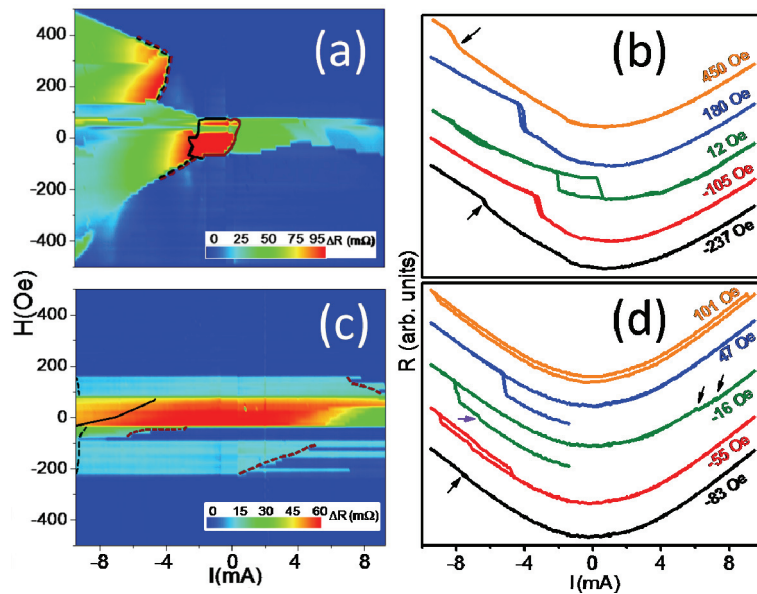 (a)
400
200
0
-200
-400
0 25 50 75 95 ΔR (mΩ)
H(Oe)
(b)
450 Oe
180 Oe
12 Oe
-105 Oe
-237 Oe
(c)
400
200
0
-200
-400
0 15 30 45 60 ΔR (mΩ)
-8 -4 0 4 8
I(mA)
R (arb. units)
(d)
101 Oe
47 Oe
-16 Oe
-55 Oe
-83 Oe
-8 -4 0 4 8
I(mA)